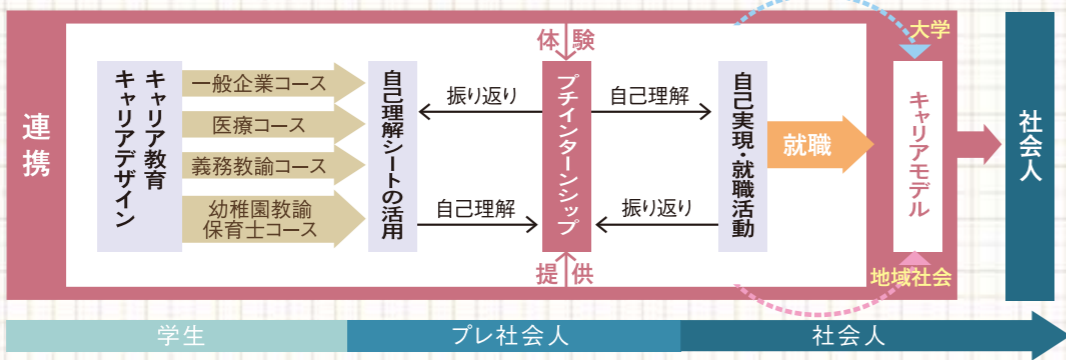 連携
キャリア教育
キャリアデザイン
一般企業コース
医療コース
義務教諭コース
幼稚園教諭
保育士コース
自己理解シートの活用
振り返り
自己理解
体験
プチインターンシップ
提供
自己理解
振り返り
自己実現・就職活動
就職
大学
キャリアモデル
地域社会
社会人
学生
プレ社会人
社会人